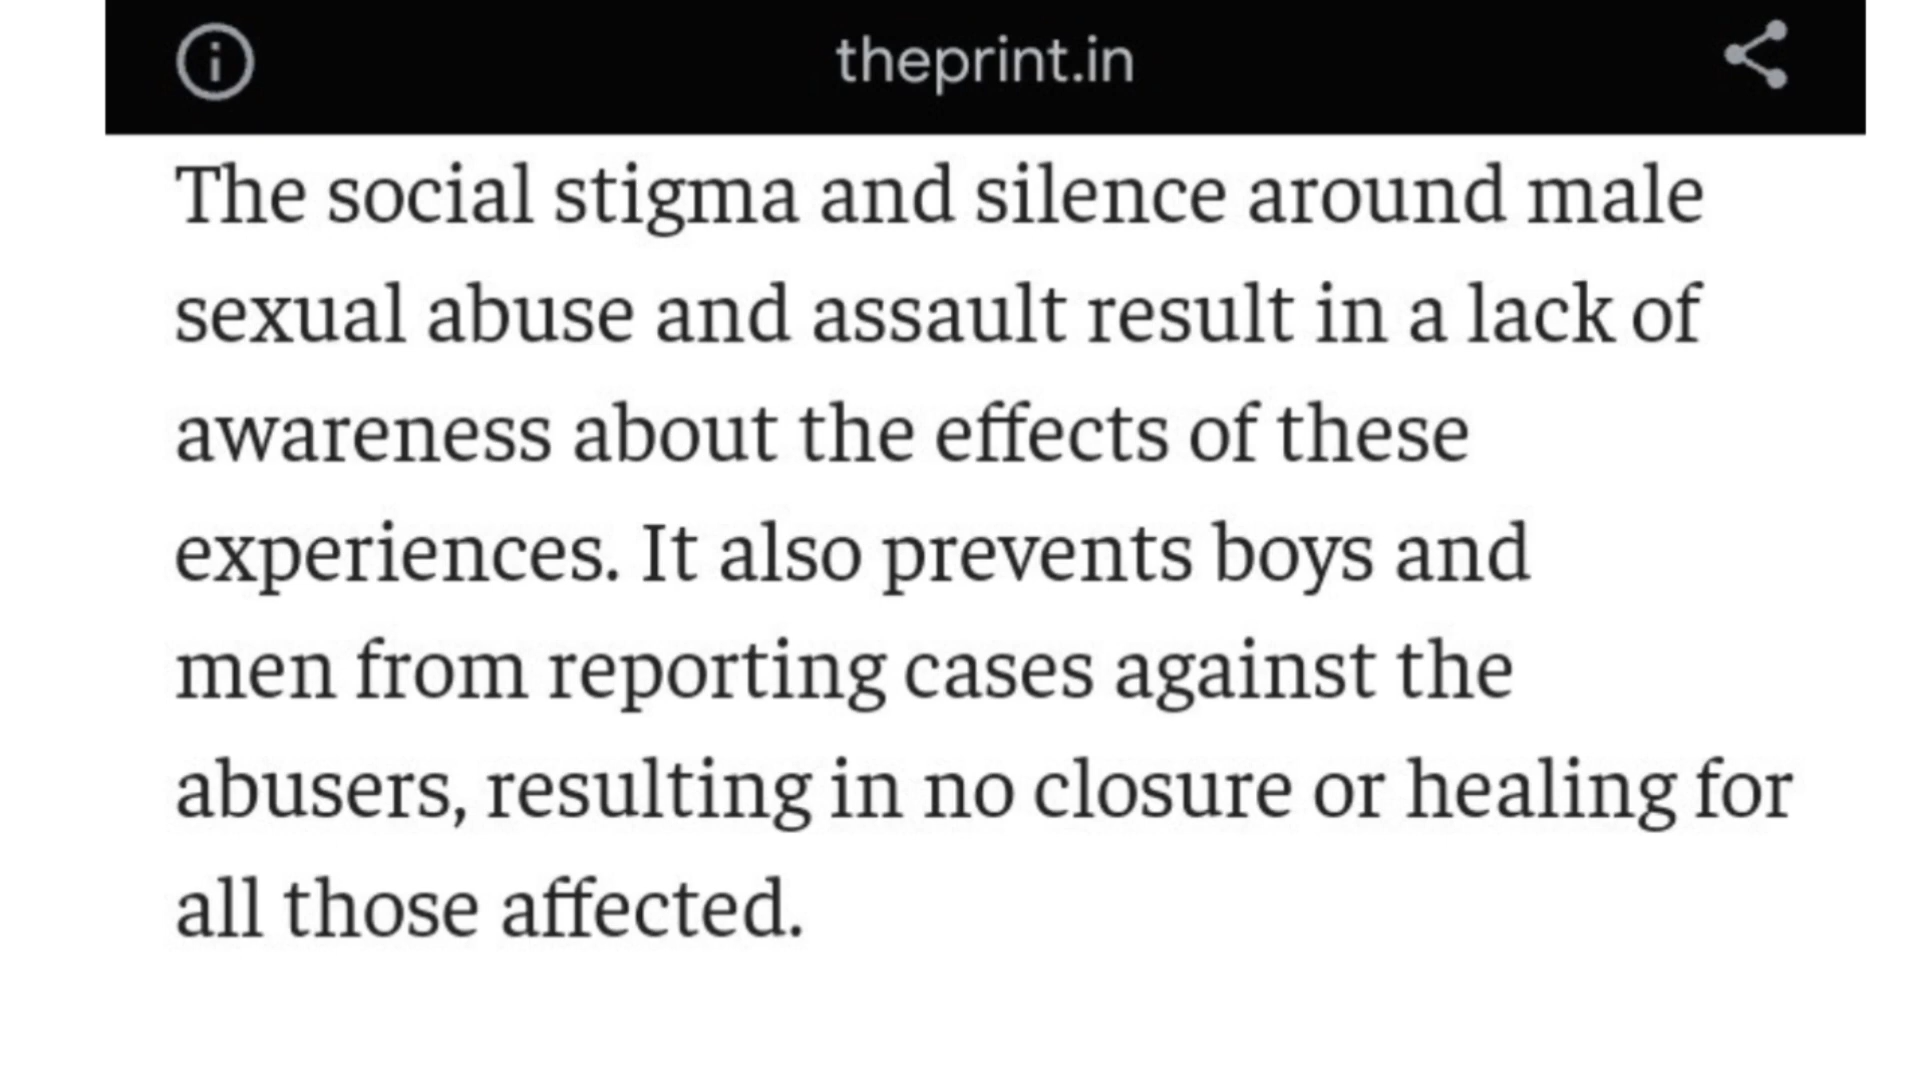 theprint.in
The social stigma and silence around male
sexual abuse and assault result in a lack of
awareness about the effects of these
experiences. It also prevents boys and
men from reporting cases against the
abusers, resulting in no closure or healing for
all those affected.